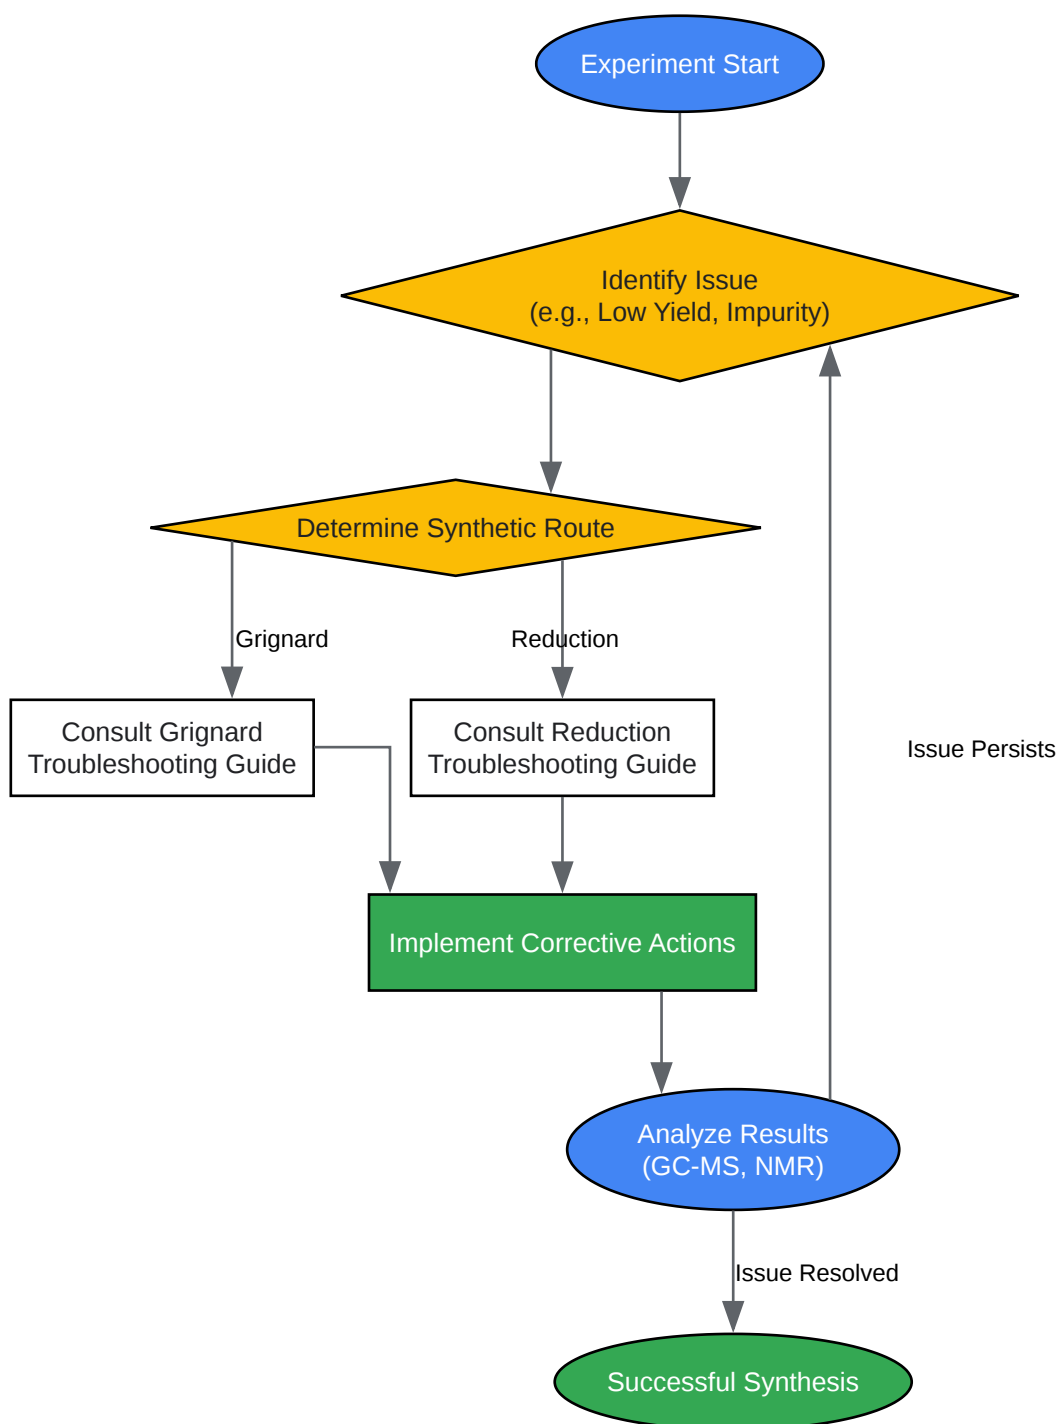 Experiment Start
Identify Issue
(e.g., Low Yield, Impurity)
Determine Synthetic Route
Grignard
Reduction
Consult Grignard
Troubleshooting Guide
Consult Reduction
Troubleshooting Guide
Issue Persists
Implement Corrective Actions
Analyze Results
(GC-MS, NMR)
Issue Resolved
Successful Synthesis